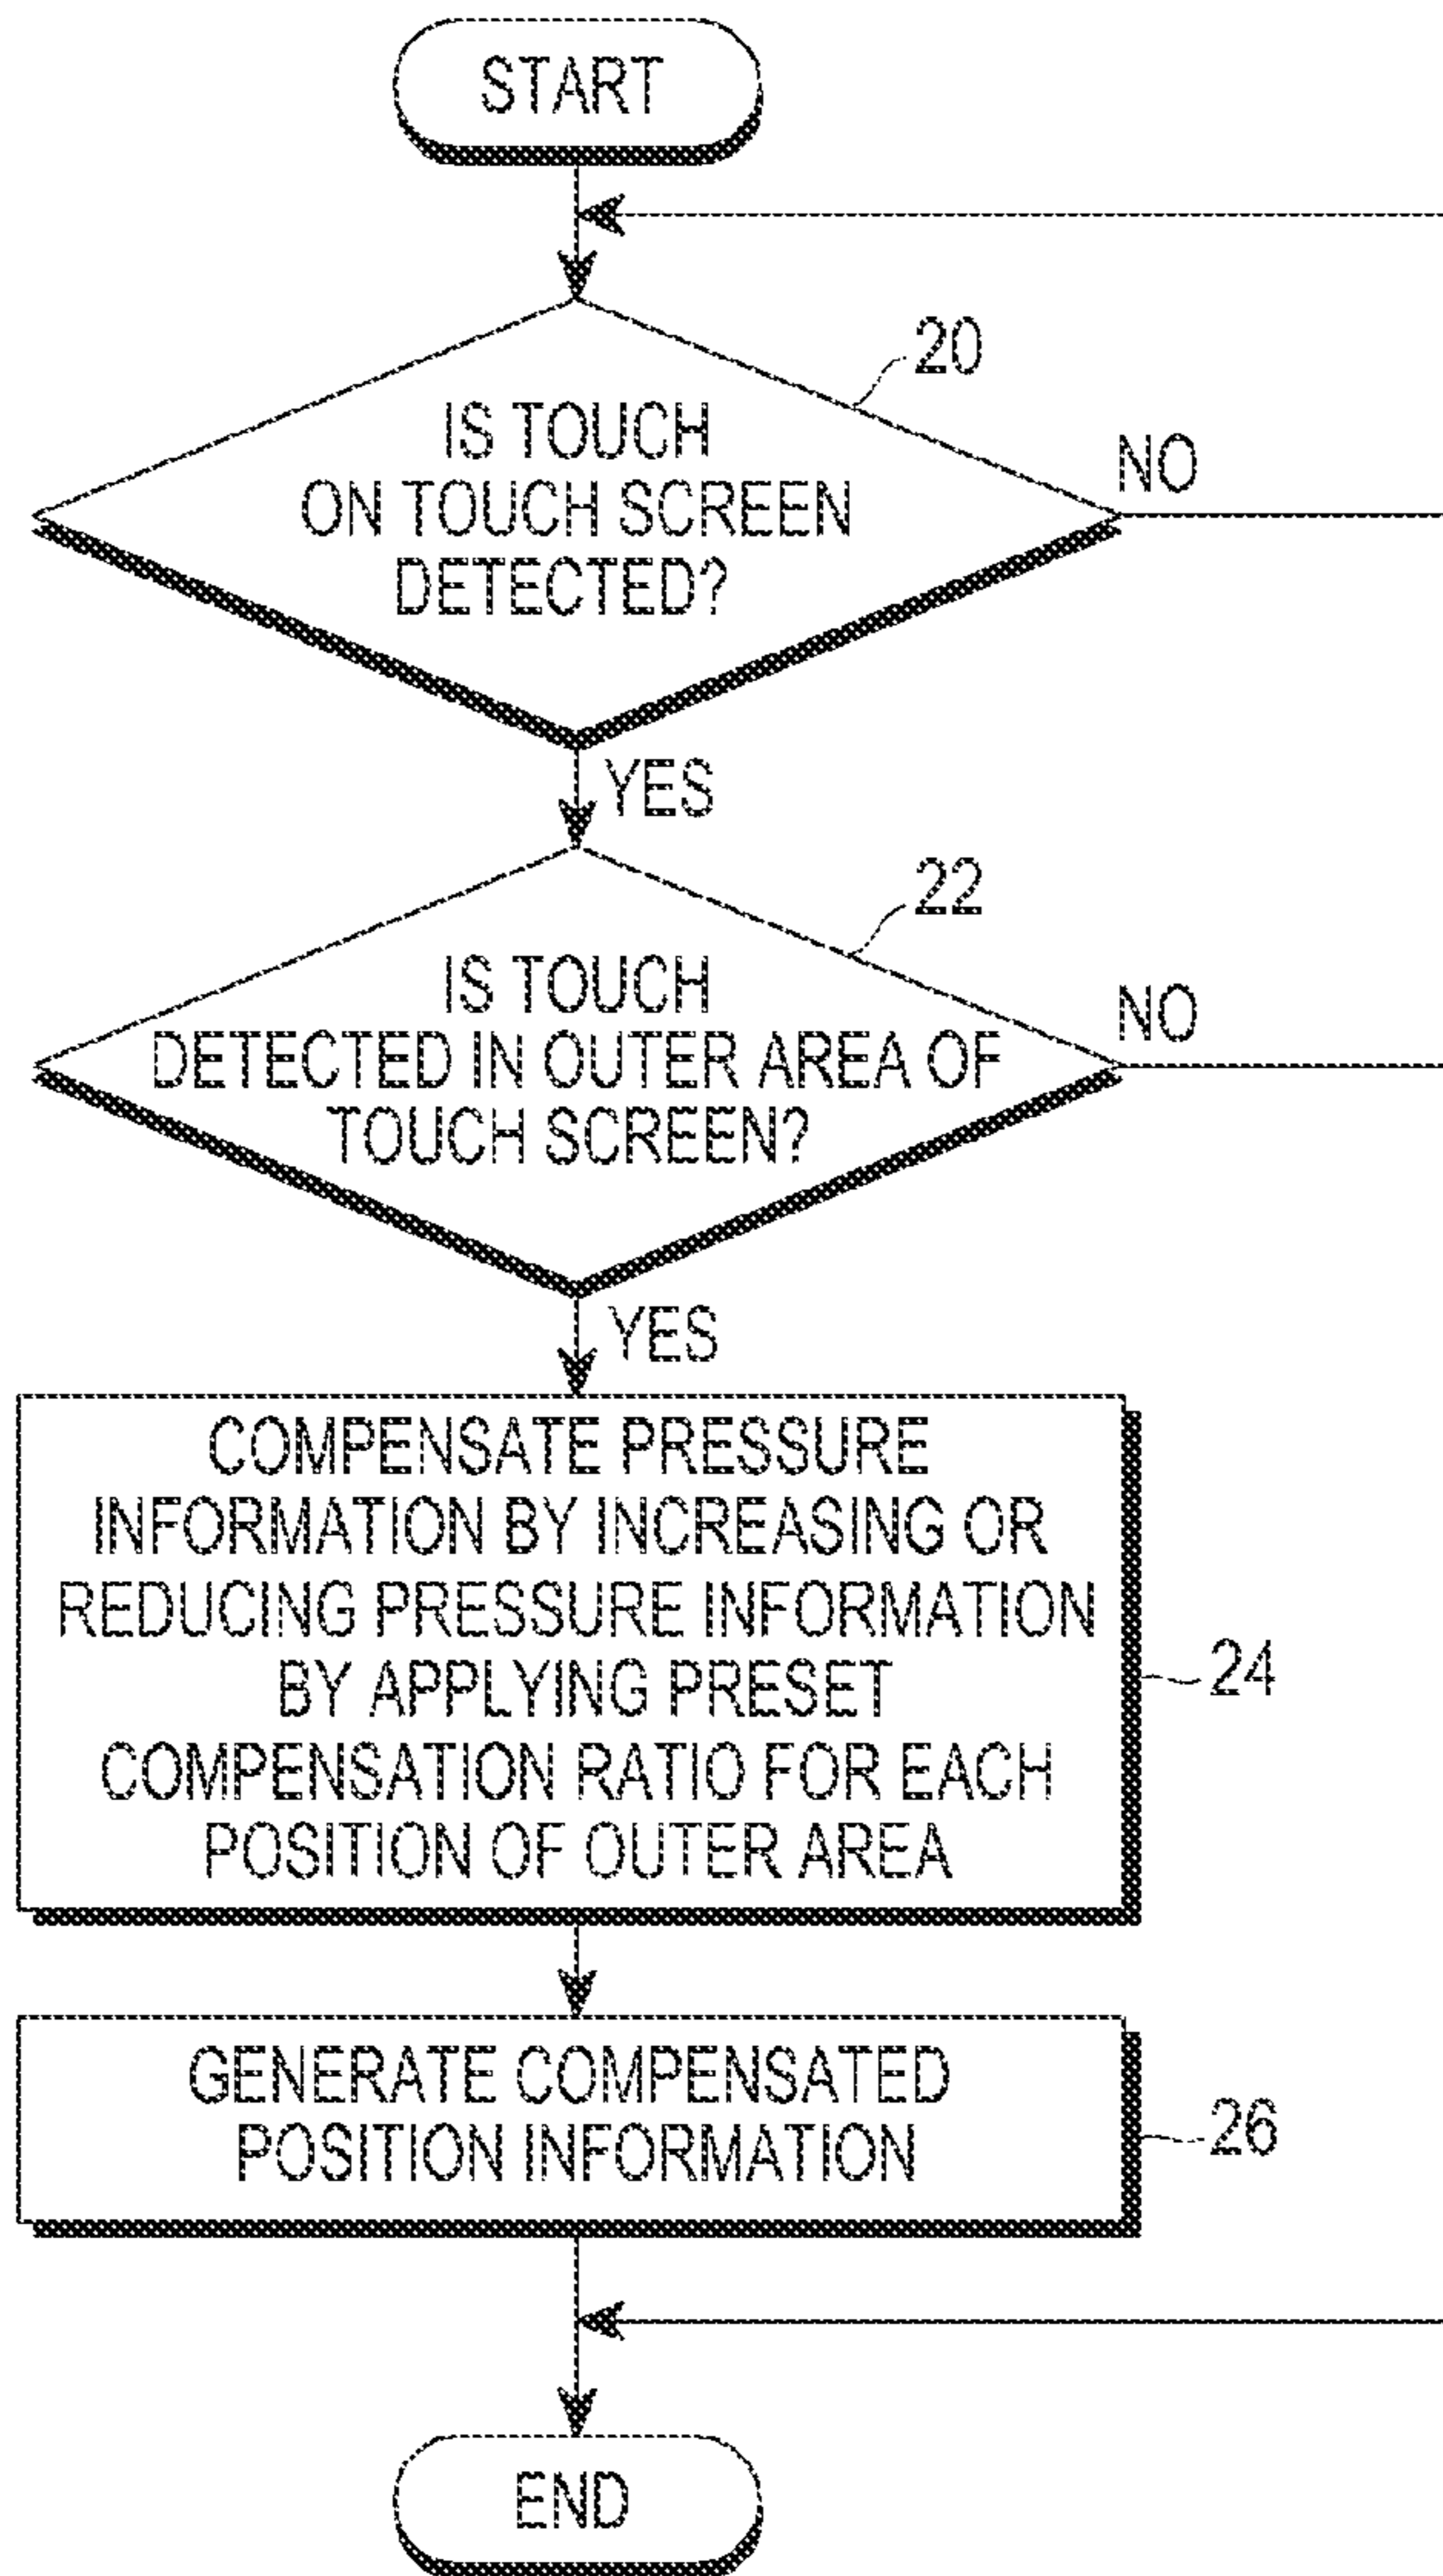 START
20
IS TOUCH
ON TOUCH SCREEN
DETECTED?
NO
YES
22
IS TOUCH
DETECTED IN OUTER AREA OF
TOUCH SCREEN?
NO
YES
COMPENSATE PRESSURE
INFORMATION BY INCREASING OR
REDUCING PRESSURE INFORMATION
BY APPLYING PRESET
COMPENSATION RATIO FOR EACH
POSITION OF OUTER AREA
24
GENERATE COMPENSATED
POSITION INFORMATION
26
END